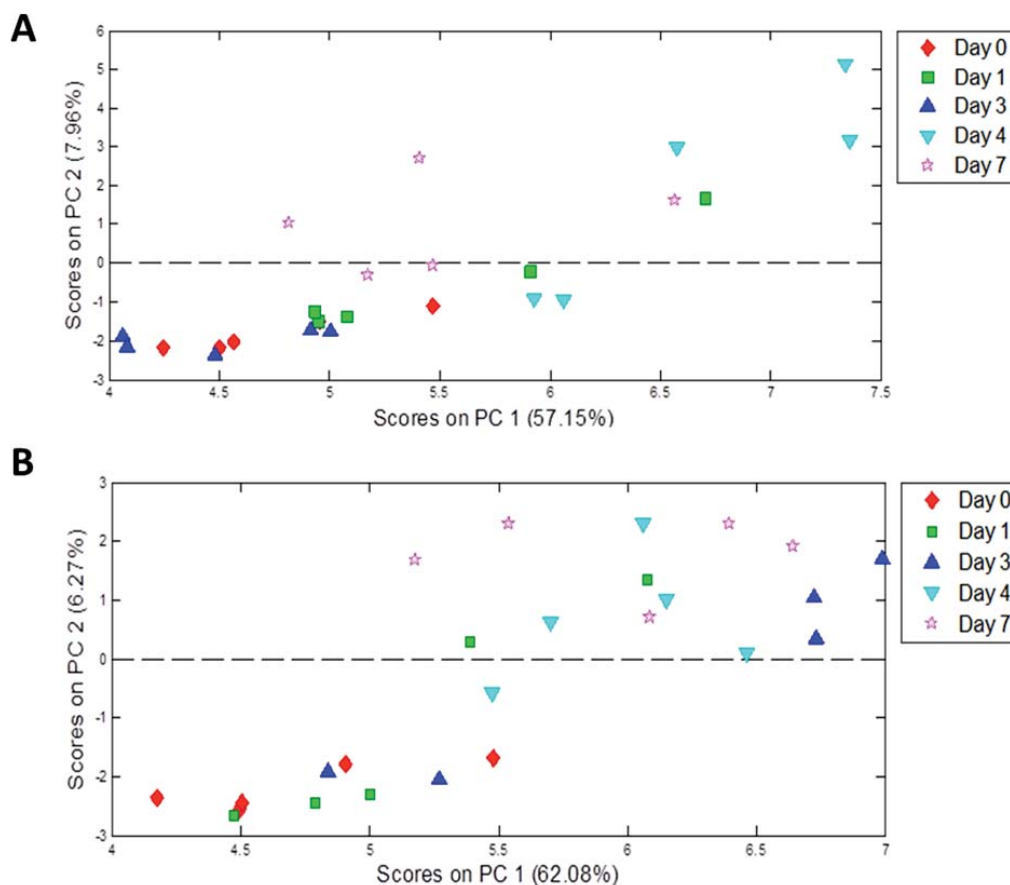 A
Scores on PC 2 (7.96%)
6
5
4
3
2
1
0
-1
-2
-3
4
4.5
5
5.5
6
6.5
7
7.5
Scores on PC 1 (57.15%)
Day 0
Day 1
Day 3
Day 4
Day 7
B
Scores on PC 2 (6.27%)
3
2
1
0
-1
-2
-3
4
4.5
5
5.5
6
6.5
7
Scores on PC 1 (62.08%)
Day 0
Day 1
Day 3
Day 4
Day 7